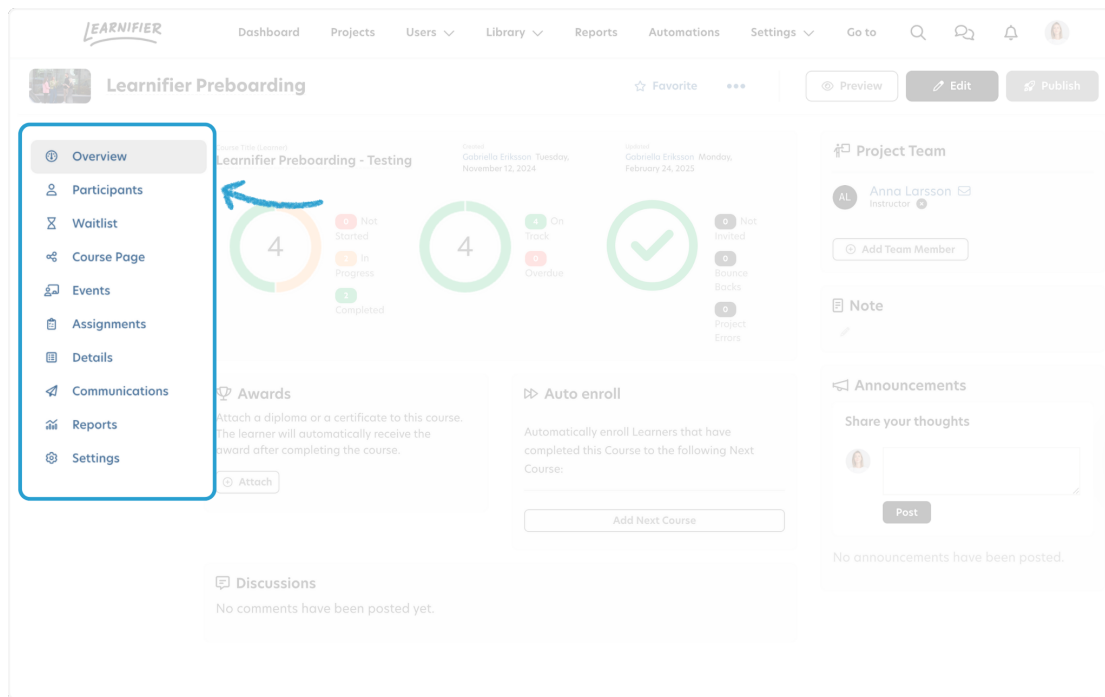 LEARNIFIER
Dashboard
Projects
Users
Library
Reports
Automations
Settings
Go to
Learnifier Preboarding
Favorite
Preview
Edit
Publish
Overview
Participants
Waitlist
Course Page
Events
Assignments
Details
Communications
Reports
Settings
Course Title (Learner)
Learnifier Preboarding - Testing
Created
Gabriella Eriksson Tuesday,
November 12, 2024
Updated
Gabriella Eriksson Monday,
February 24, 2025
4
0 Not
Started
2 In
Progress
2
Completed
4
4 On
Track
0
Overdue
0 Not
Invited
0
Bounce
Backs
0
Project
Errors
Awards
Attach a diploma or a certificate to this course.
The learner will automatically receive the
award after completing the course.
Attach
Auto enroll
Automatically enroll Learners that have
completed this Course to the following Next
Course:
Add Next Course
Discussions
No comments have been posted yet.
Project Team
AL
Anna Larsson
Instructor
Add Team Member
Note
Announcements
Share your thoughts
Post
No announcements have been posted.